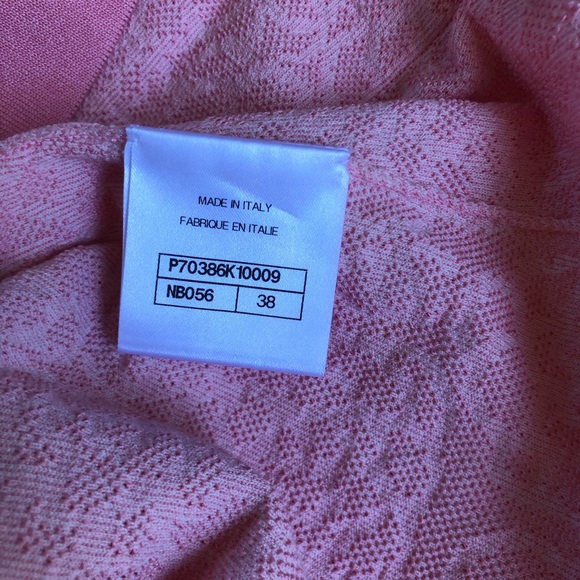 MADE IN ITALY
FABRIQUE EN ITALIE
P70386K10009
NB056 38